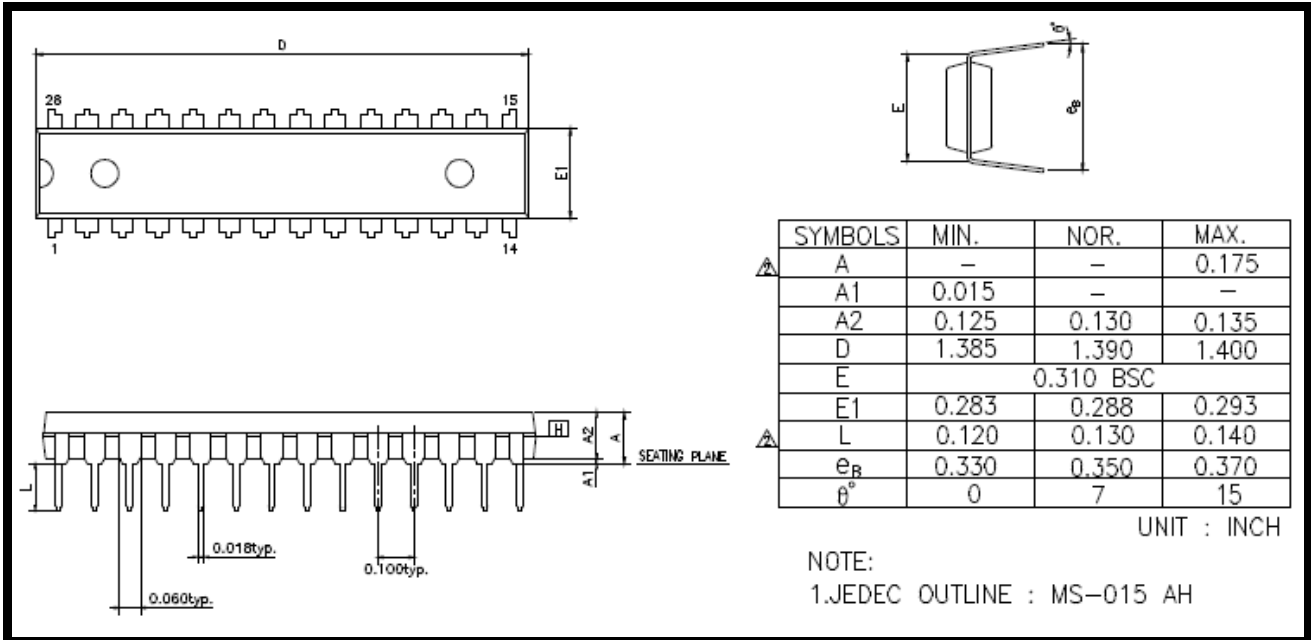 D
28 15
E1
1 14
θ°
E
eB
SYMBOLS MIN. NOR. MAX.
2 A – – 0.175
A1 0.015 – –
A2 0.125 0.130 0.135
D 1.385 1.390 1.400
E 0.310 BSC
E1 0.283 0.288 0.293
2 L 0.120 0.130 0.140
eB 0.330 0.350 0.370
θ° 0 7 15
UNIT : INCH
NOTE:
1.JEDEC OUTLINE : MS-015 AH
A2 A H
SEATING PLANE
A1
L
0.018typ.
0.100typ.
0.060typ.